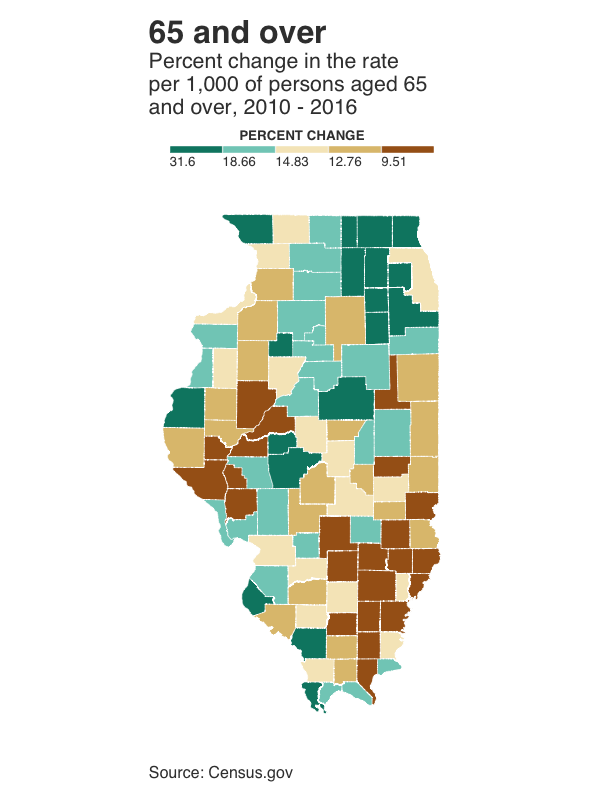 65 and over
Percent change in the rate
per 1,000 of persons aged 65
and over, 2010 - 2016
PERCENT CHANGE
31.6 18.66 14.83 12.76 9.51
Source: Census.gov